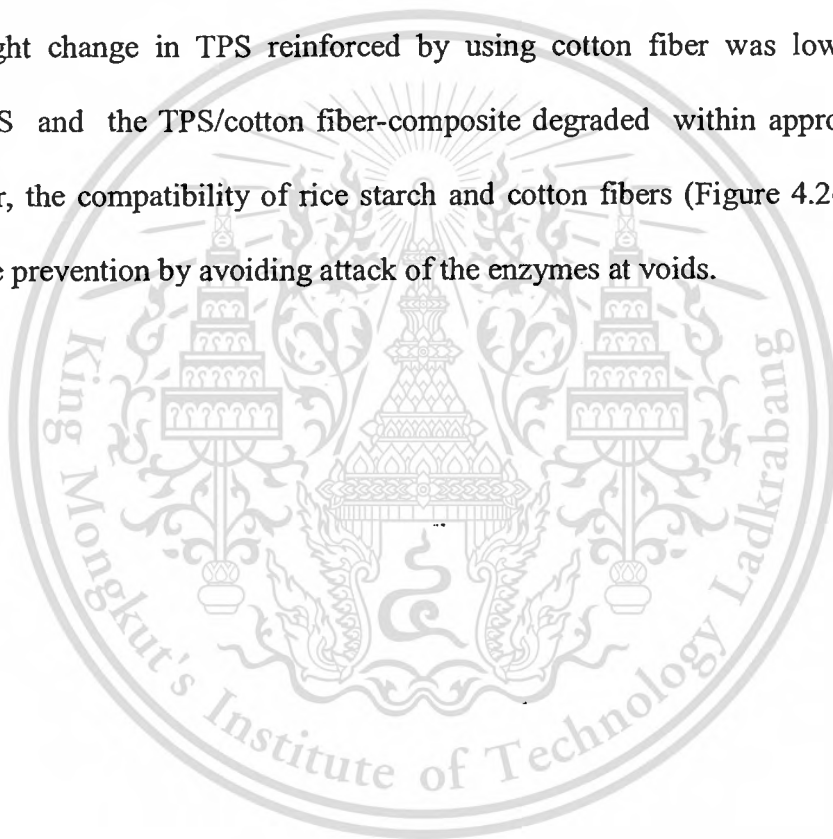 ght change in TPS reinforced by using cotton fiber was low
S and the TPS/cotton fiber-composite degraded within appro
r, the compatibility of rice starch and cotton fibers (Figure 4.2
e prevention by avoiding attack of the enzymes at voids.
King Mongkut's Institute of Technology Ladkrabang